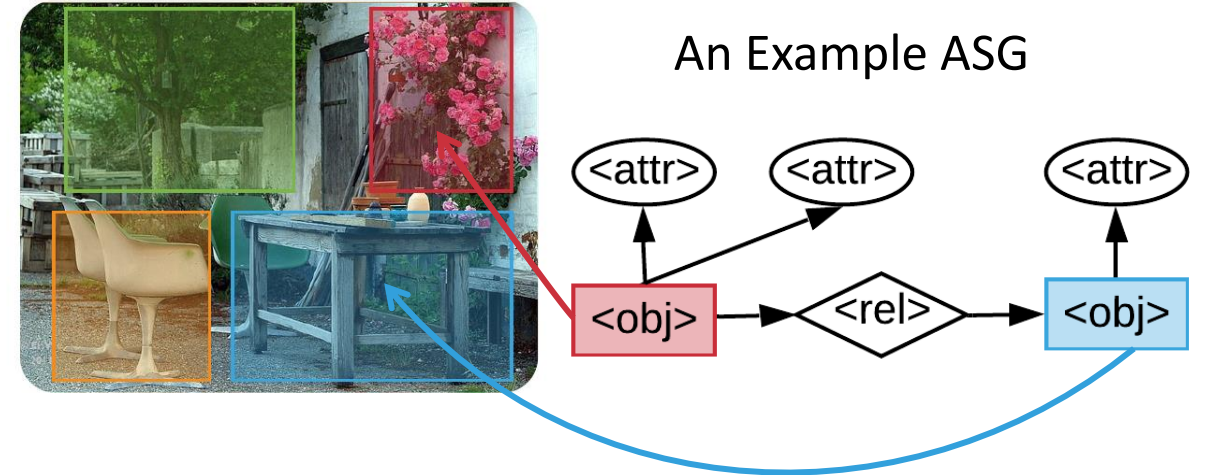 An Example ASG
<attr> <attr> <attr>
<obj> <rel> <obj>